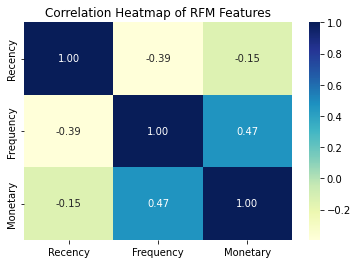 Correlation Heatmap of RFM Features
Recency
1.00
-0.39
-0.15
Frequency
-0.39
1.00
0.47
Monetary
-0.15
0.47
1.00
Recency
Frequency
Monetary
1.0
0.8
0.6
0.4
0.2
0.0
−0.2